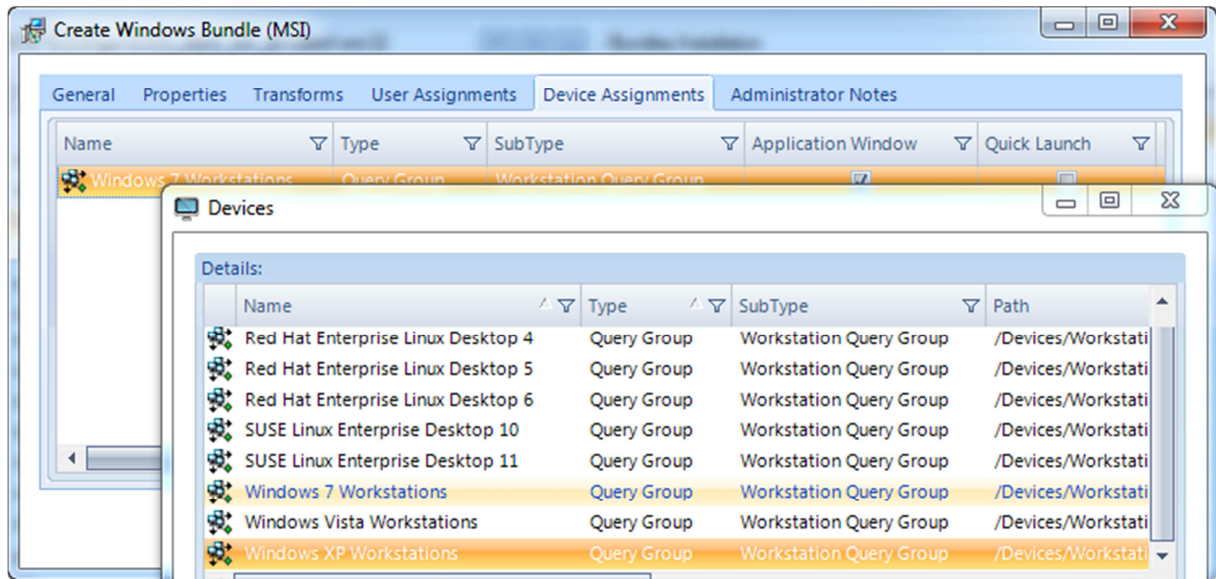 Create Windows Bundle (MSI)
General Properties Transforms User Assignments Device Assignments Administrator Notes
Name Type SubType Application Window Quick Launch
Windows 7 Workstations Query Group Workstation Query Group
Devices
Details:
Name Type SubType Path
Red Hat Enterprise Linux Desktop 4 Query Group Workstation Query Group /Devices/Workstati
Red Hat Enterprise Linux Desktop 5 Query Group Workstation Query Group /Devices/Workstati
Red Hat Enterprise Linux Desktop 6 Query Group Workstation Query Group /Devices/Workstati
SUSE Linux Enterprise Desktop 10 Query Group Workstation Query Group /Devices/Workstati
SUSE Linux Enterprise Desktop 11 Query Group Workstation Query Group /Devices/Workstati
Windows 7 Workstations Query Group Workstation Query Group /Devices/Workstati
Windows Vista Workstations Query Group Workstation Query Group /Devices/Workstati
Windows XP Workstations Query Group Workstation Query Group /Devices/Workstati